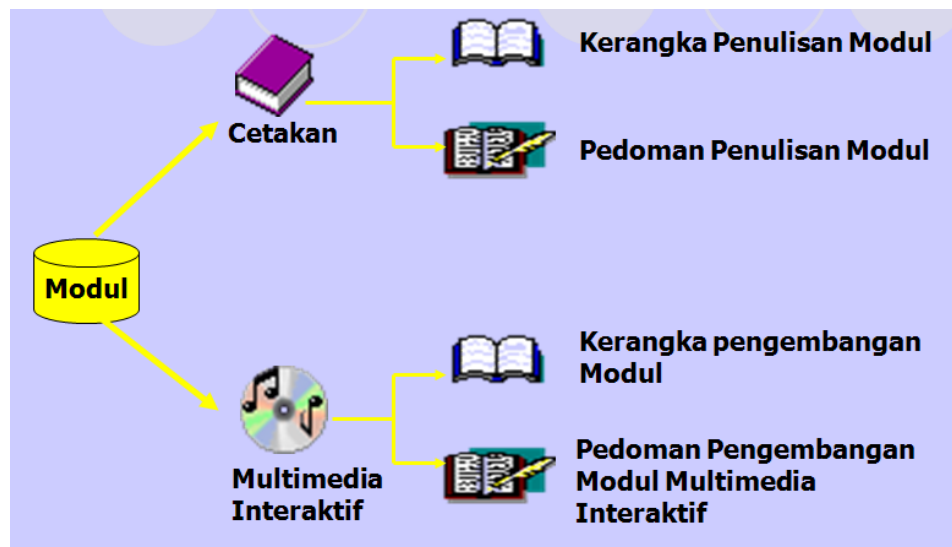 Kerangka Penulisan Modul
Cetakan
Pedoman Penulisan Modul
Modul
Kerangka pengembangan
Modul
Multimedia
Interaktif
Pedoman Pengembangan
Modul Multimedia
Interaktif